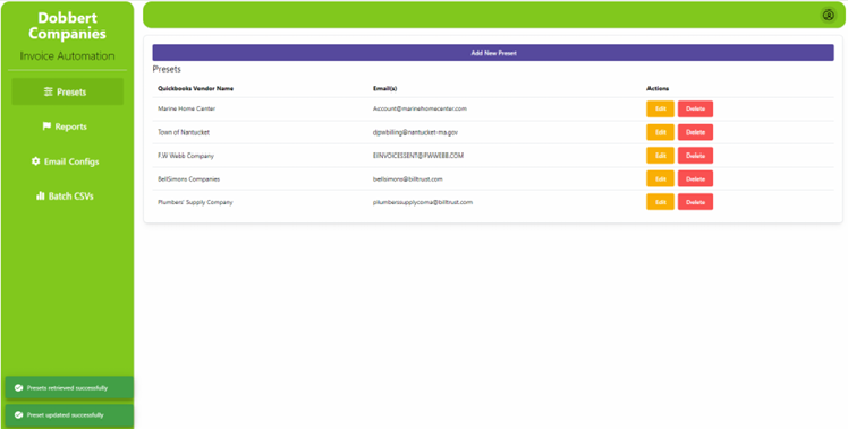 Dobbert
Companies
Invoice Automation
Presets
Reports
Email Configs
Batch CSVs
Add New Preset
Presets
Quickbooks Vendor Name Email(s) Actions
Marine Home Center Account@marinehomecenter.com Edit Delete
Town of Nantucket dpwbilling@nantucket-ma.gov Edit Delete
F.W Webb Company EINVOICESSENT@FWWEBB.COM Edit Delete
BellSimons Companies bellsimons@billtrust.com Edit Delete
Plumbers' Supply Company plumberssupplycoma@billtrust.com Edit Delete
Presets retrieved successfully
Preset updated successfully